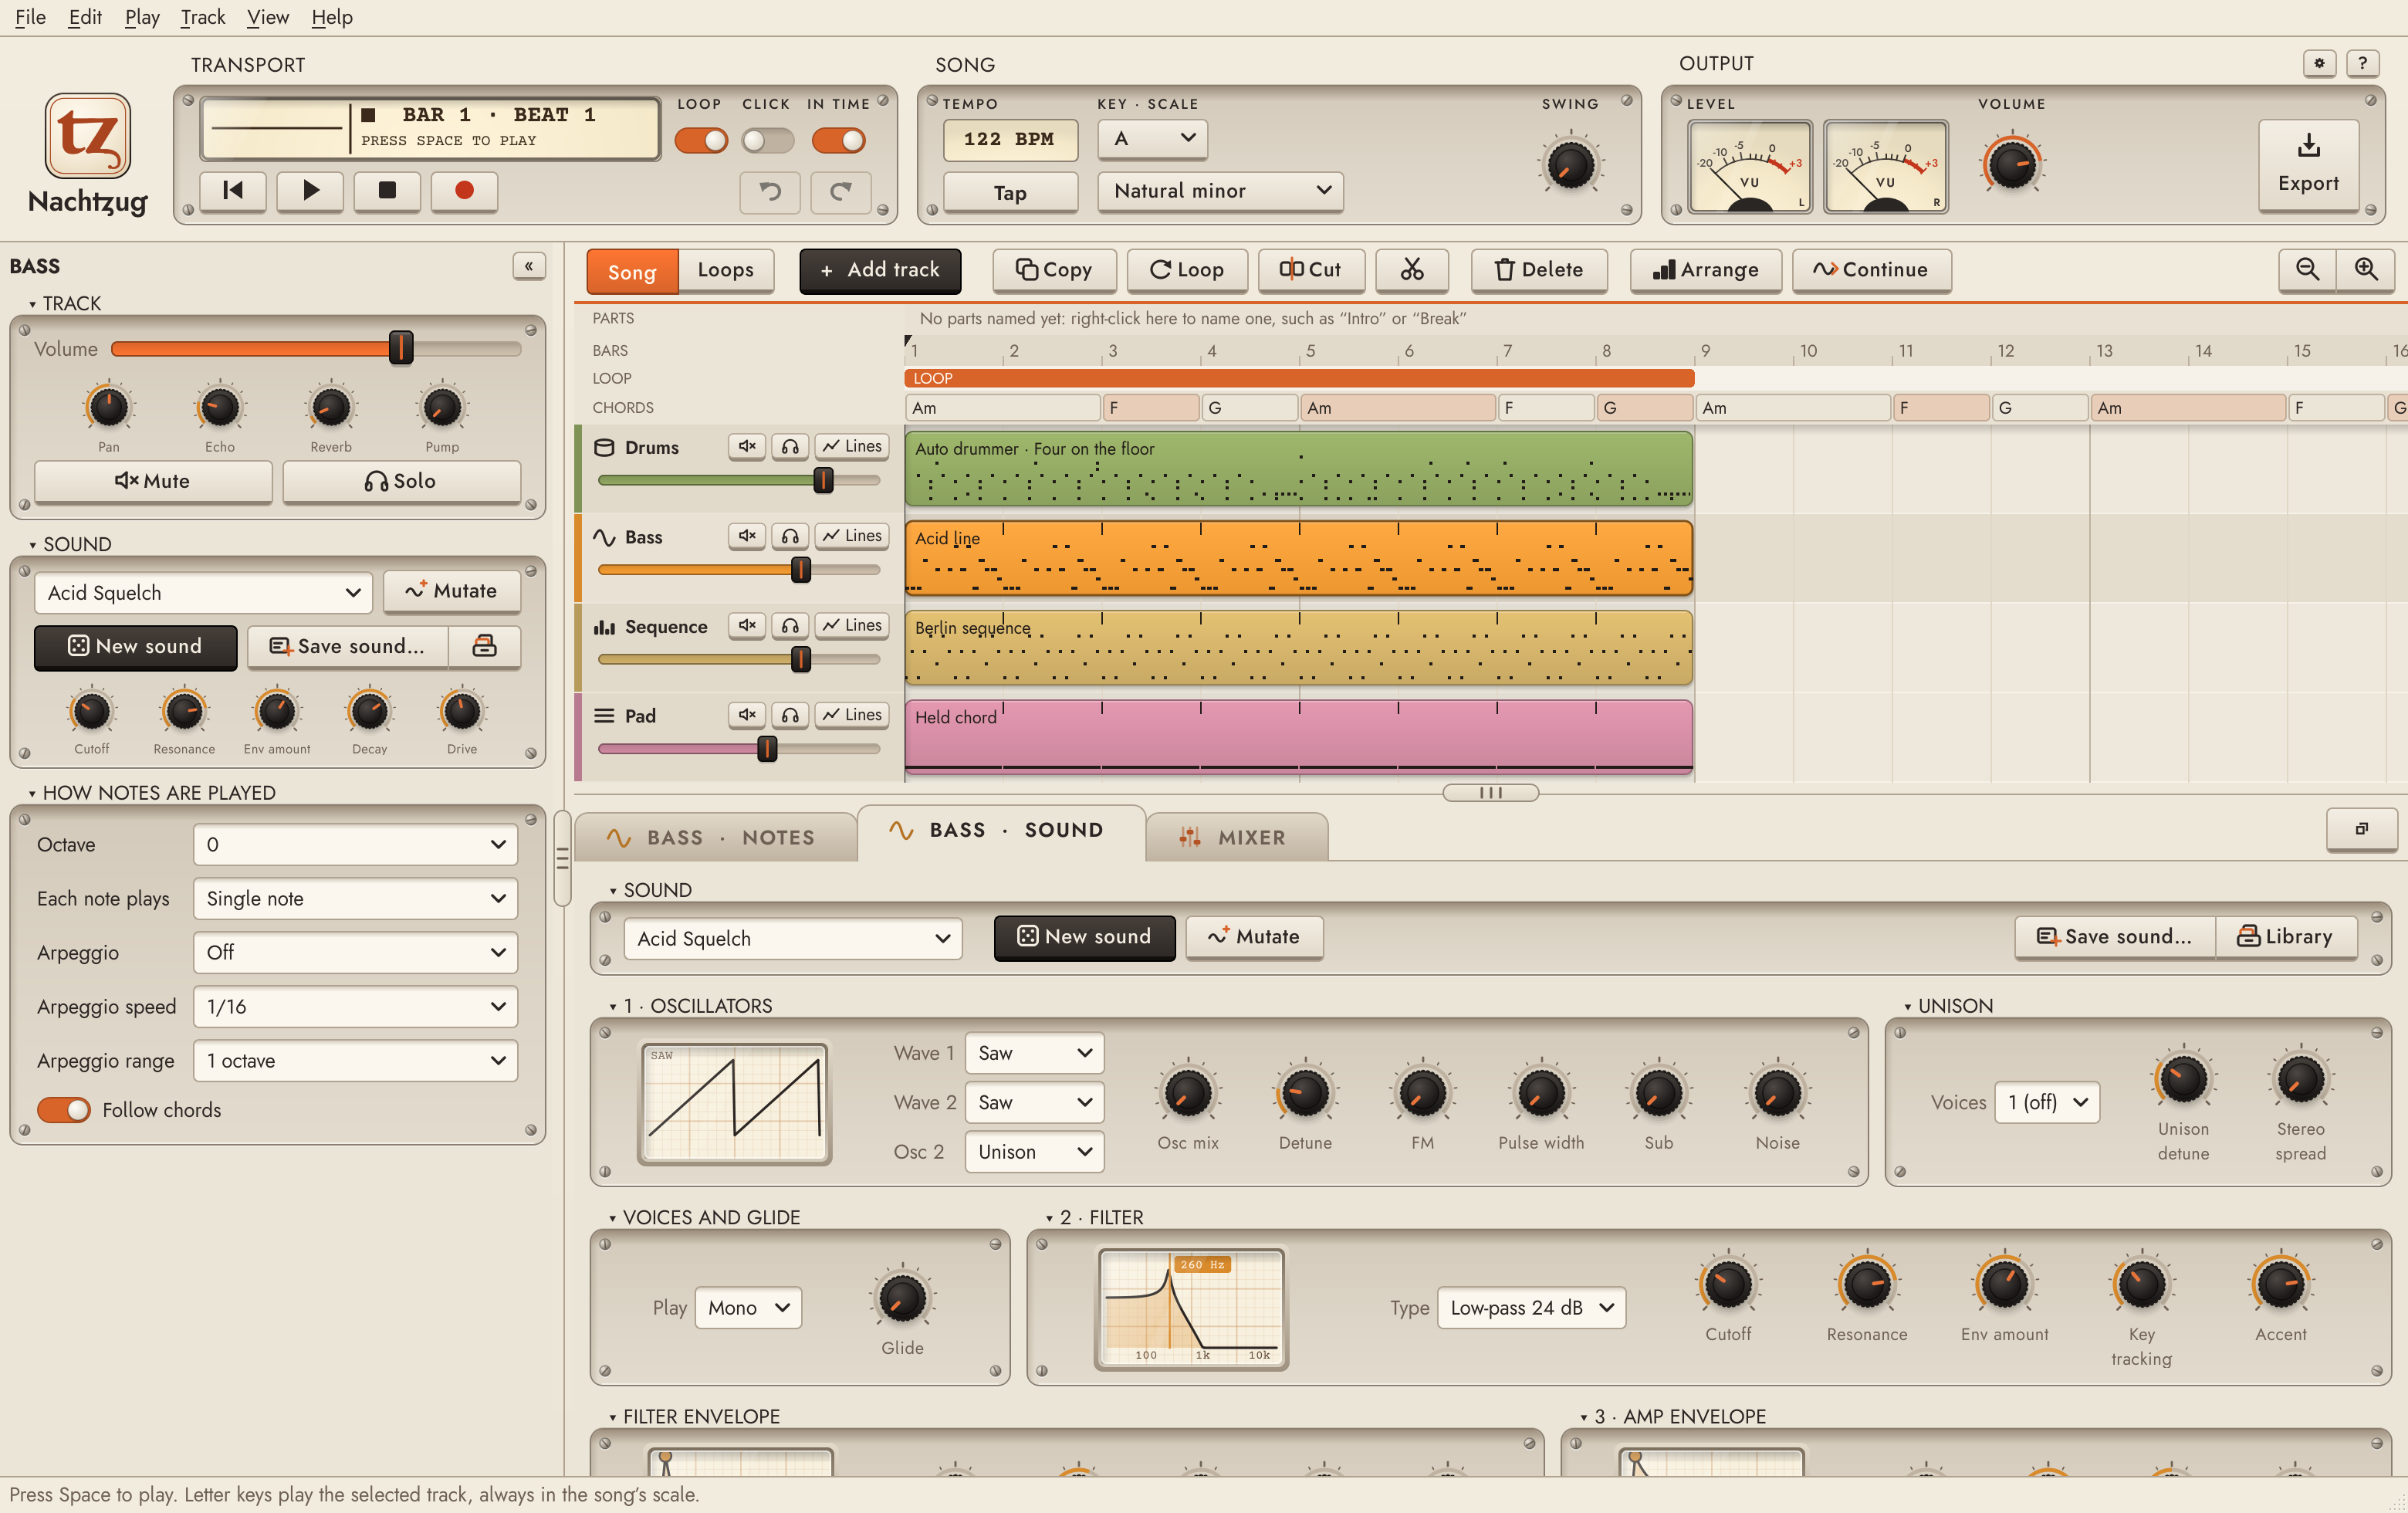 File Edit Play Track View Help
TRANSPORT
SONG
OUTPUT
?
tz
Nachtzug
BAR 1 · BEAT 1
PRESS SPACE TO PLAY
LOOP CLICK IN TIME
TEMPO
122 BPM
Tap
KEY · SCALE
A
Natural minor
SWING
LEVEL
-20 -10 -5 0 +3
VU
L
-20 -10 -5 0 +3
VU
R
VOLUME
Export
BASS
«
TRACK
Volume
Pan Echo Reverb Pump
Mute Solo
SOUND
Acid Squelch
Mutate
New sound Save sound...
Cutoff Resonance Env amount Decay Drive
HOW NOTES ARE PLAYED
Octave 0
Each note plays Single note
Arpeggio Off
Arpeggio speed 1/16
Arpeggio range 1 octave
Follow chords
Song Loops + Add track Copy Loop Cut Delete Arrange Continue
PARTS No parts named yet: right-click here to name one, such as “Intro” or “Break”
BARS 1 2 3 4 5 6 7 8 9 10 11 12 13 14 15 16
LOOP LOOP
CHORDS Am F G Am F G Am F G Am F G
Drums Lines Auto drummer · Four on the floor
Bass Lines Acid line
Sequence Lines Berlin sequence
Pad Lines Held chord
BASS · NOTES BASS · SOUND MIXER
SOUND
Acid Squelch New sound Mutate Save sound... Library
1 · OSCILLATORS
SAW
Wave 1 Saw
Wave 2 Saw
Osc 2 Unison
Osc mix Detune FM Pulse width Sub Noise
UNISON
Voices 1 (off)
Unison detune
Stereo spread
VOICES AND GLIDE
Play Mono
Glide
2 · FILTER
260 Hz
100 1k 10k
Type Low-pass 24 dB
Cutoff Resonance Env amount Key tracking Accent
FILTER ENVELOPE
3 · AMP ENVELOPE
Press Space to play. Letter keys play the selected track, always in the song’s scale.